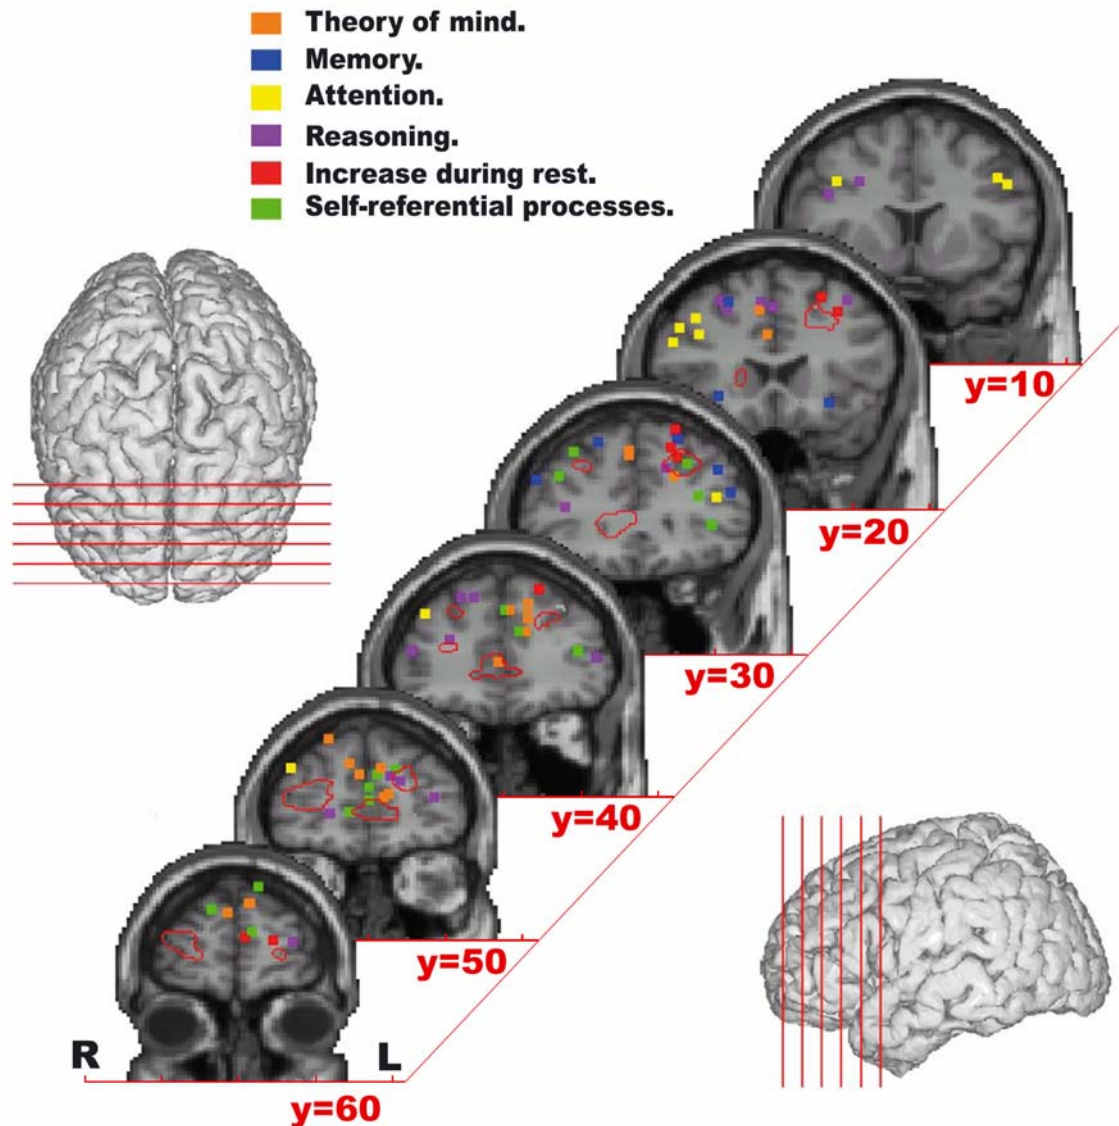 Theory of mind.
Memory.
Attention.
Reasoning.
Increase during rest.
Self-referential processes.
y=10
y=20
y=30
y=40
y=50
R L
y=60